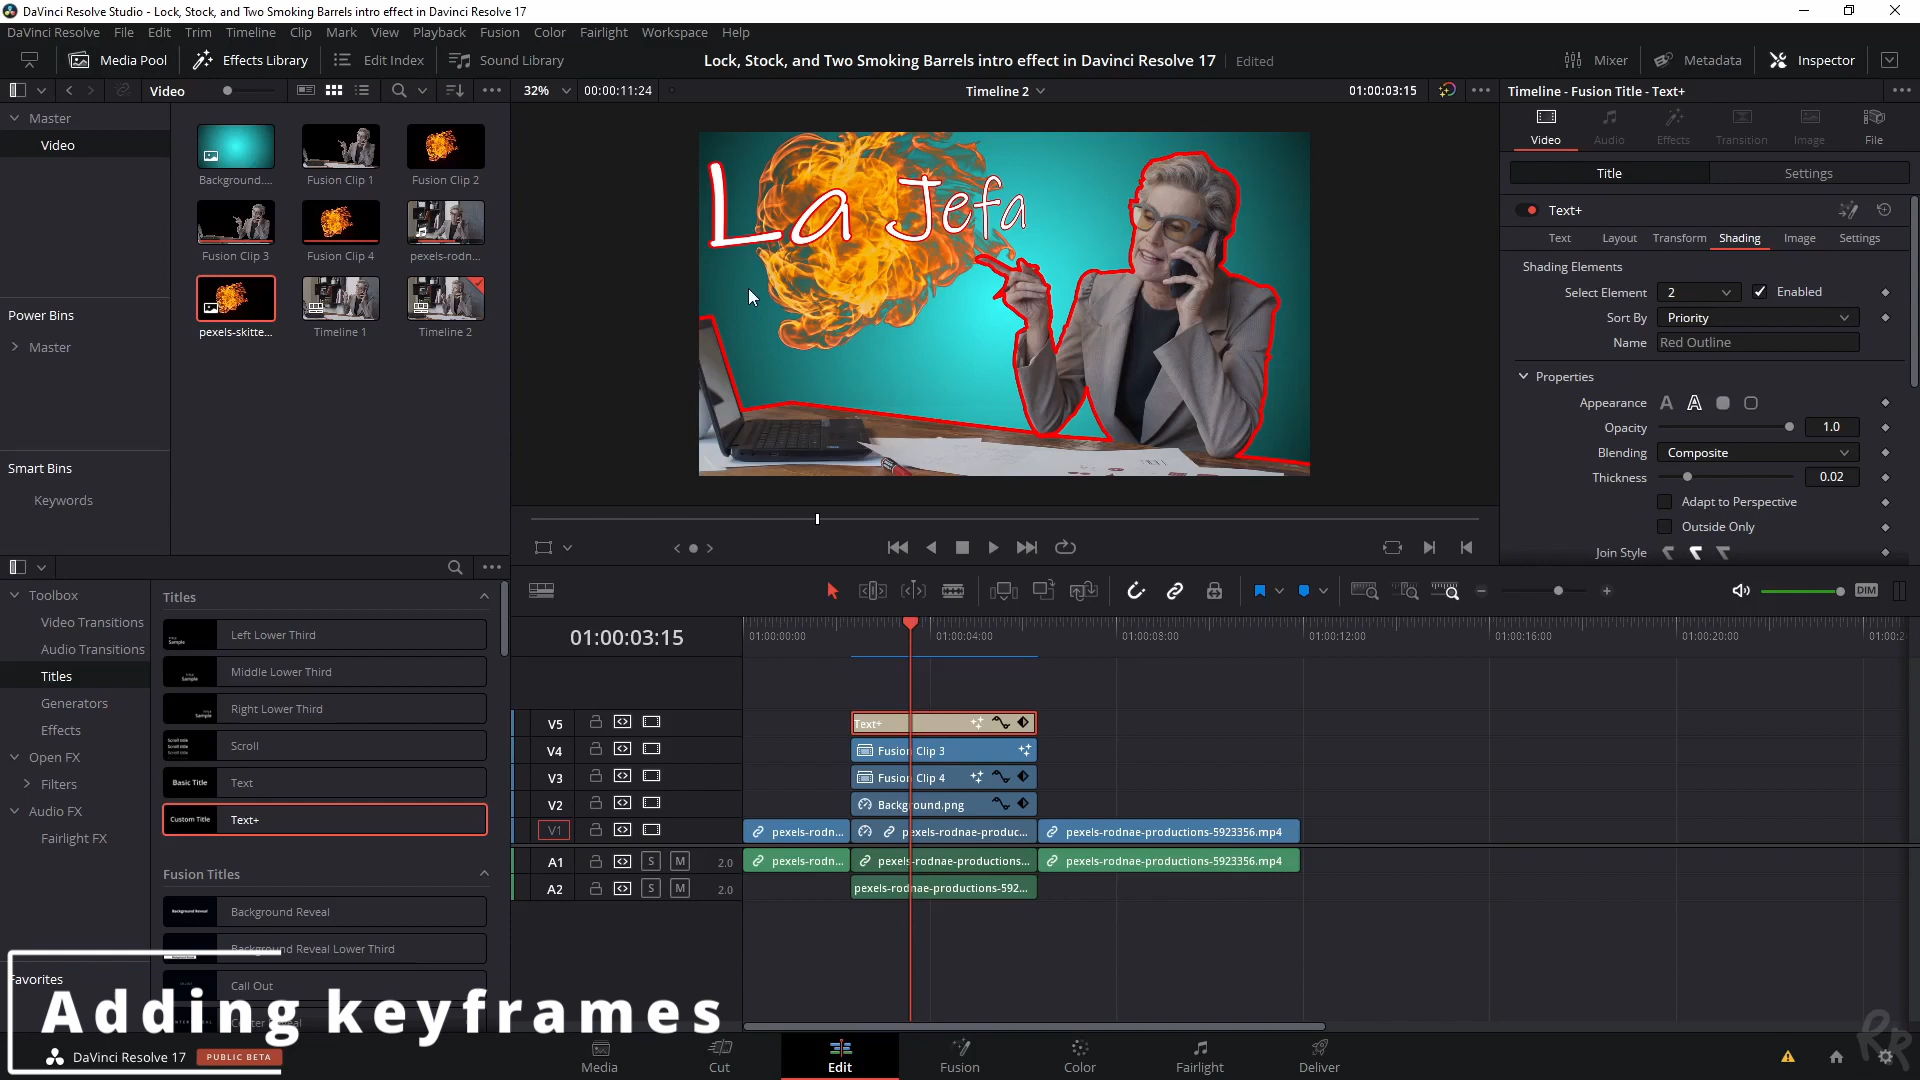 DaVinci Resolve Studio - Lock, Stock, and Two Smoking Barrels intro effect in Davinci Resolve 17
DaVinci Resolve File Edit Trim Timeline Clip Mark View Playback Fusion Color Fairlight Workspace Help
Media Pool Effects Library Edit Index Sound Library Lock, Stock, and Two Smoking Barrels intro effect in Davinci Resolve 17 Edited Mixer Metadata Inspector
Video 32% 00:00:11:24 Timeline 2 01:00:03:15 Timeline - Fusion Title - Text+
Master
Video
Power Bins
Master
Smart Bins
Keywords
Background....
Fusion Clip 1
Fusion Clip 2
Fusion Clip 3
Fusion Clip 4
pexels-rodn...
pexels-skitte...
Timeline 1
Timeline 2
La Jefa
Video Audio Effects Transition Image File
Title Settings
Text+
Text Layout Transform Shading Image Settings
Shading Elements
Select Element 2 Enabled
Sort By Priority
Name Red Outline
Properties
Appearance A A
Opacity 1.0
Blending Composite
Thickness 0.02
Adapt to Perspective
Outside Only
Join Style
Toolbox
Video Transitions
Audio Transitions
Titles
Generators
Effects
Open FX
Filters
Audio FX
Fairlight FX
Favorites
Titles
Left Lower Third
Middle Lower Third
Right Lower Third
Scroll
Basic Title Text
Custom Title Text+
Fusion Titles
Background Reveal Background Reveal
Background Reveal Lower Third
Call Out
DIM
01:00:03:15 01:00:00:00 01:00:04:00 01:00:08:00 01:00:12:00 01:00:16:00 01:00:20:00 01:00:2
V5 Text+
V4 Fusion Clip 3
V3 Fusion Clip 4
V2 Background.png
V1 pexels-rodn... pexels-rodnae-produc... pexels-rodnae-productions-5923356.mp4
A1 S M 2.0 pexels-rodn... pexels-rodnae-productions... pexels-rodnae-productions-5923356.mp4
A2 S M 2.0 pexels-rodnae-productions-592...
Adding keyframes
DaVinci Resolve 17 PUBLIC BETA
Media Cut Edit Fusion Color Fairlight Deliver
RR